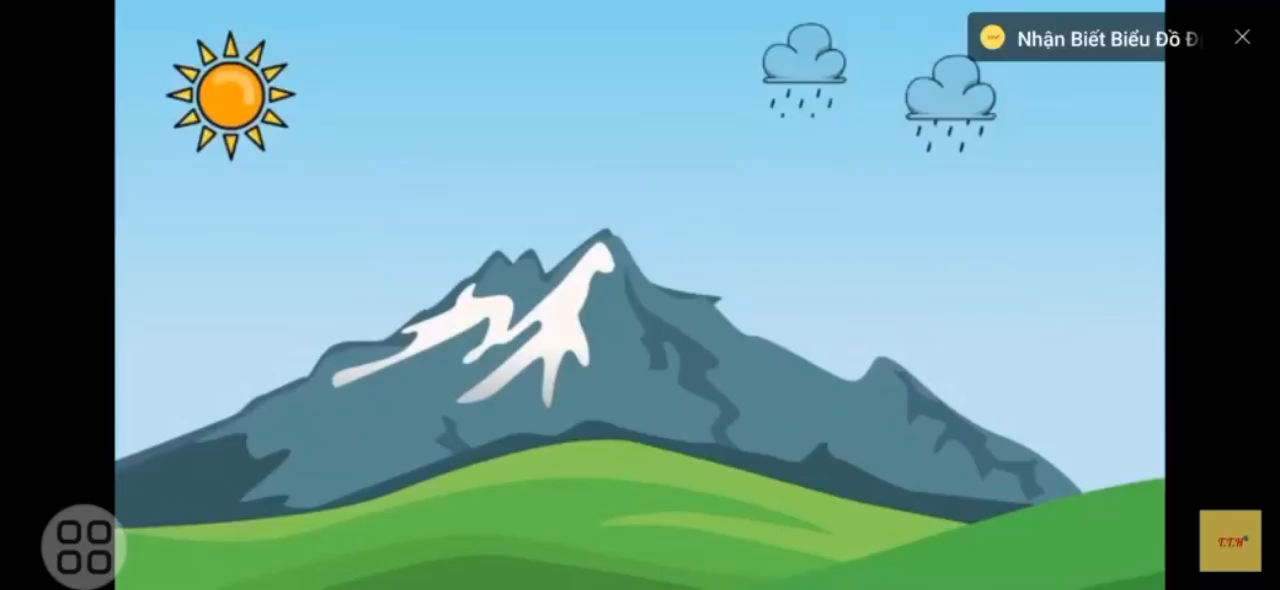 Nhận Biết Biểu Đồ
T.T.H